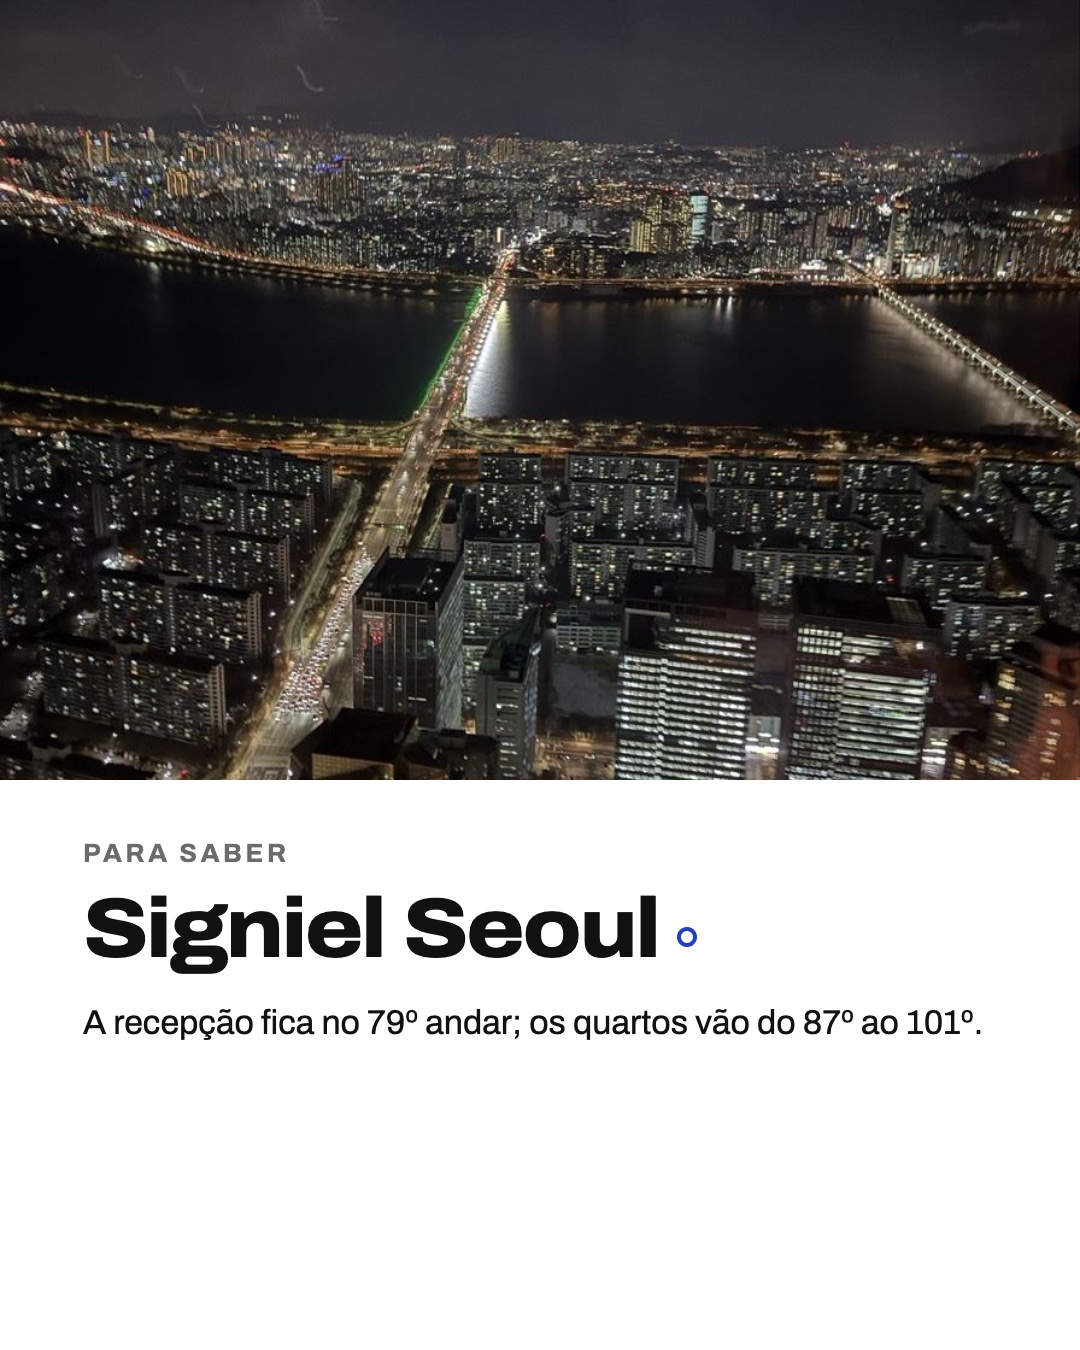 PARA SABER
Signiel Seoul
A recepção fica no 79º andar; os quartos vão do 87º ao 101º.